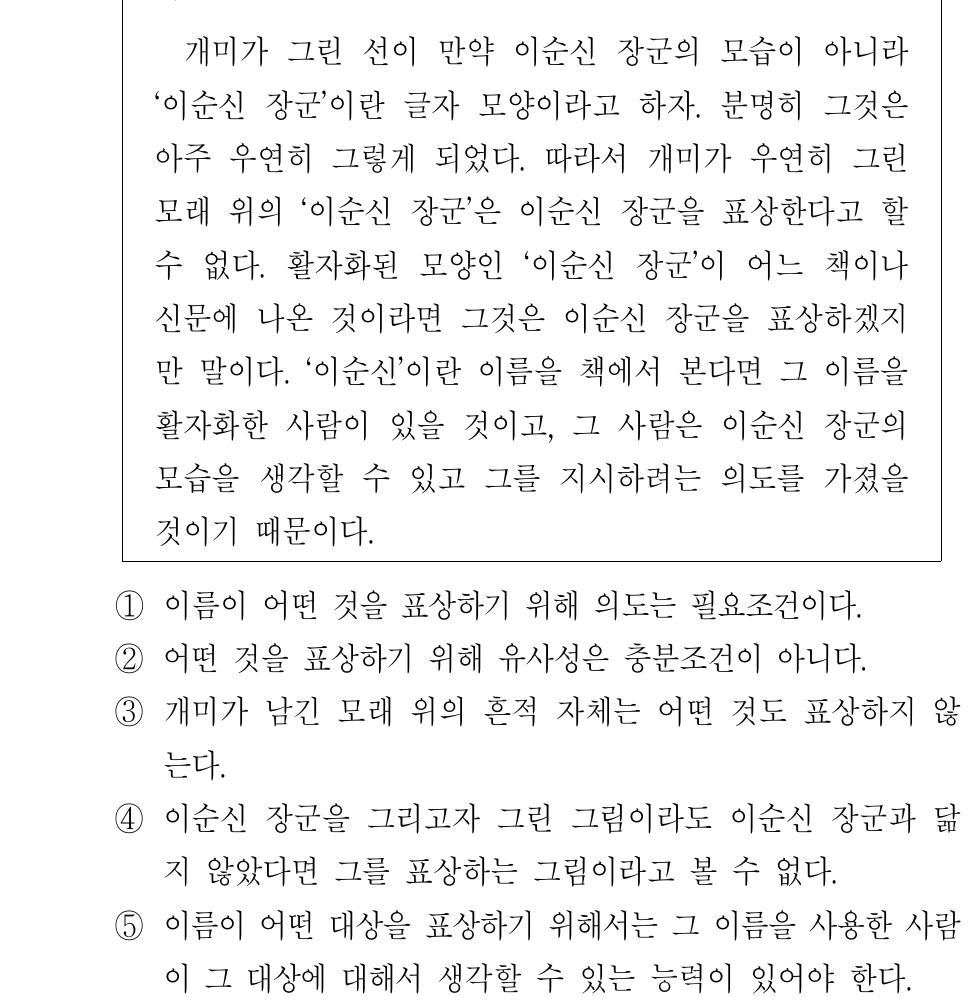 개미가 그린 선이 만약 이순신 장군의 모습이 아니라
‘이순신 장군’이란 글자 모양이라고 하자. 분명히 그것은
아주 우연히 그렇게 되었다. 따라서 개미가 우연히 그린
모래 위의 ‘이순신 장군’은 이순신 장군을 표상한다고 할
수 없다. 활자화된 모양인 ‘이순신 장군’이 어느 책이나
신문에 나온 것이라면 그것은 이순신 장군을 표상하겠지
만 말이다. ‘이순신’이란 이름을 책에서 본다면 그 이름을
활자화한 사람이 있을 것이고, 그 사람은 이순신 장군의
모습을 생각할 수 있고 그를 지시하려는 의도를 가졌을
것이기 때문이다.
① 이름이 어떤 것을 표상하기 위해 의도는 필요조건이다.
② 어떤 것을 표상하기 위해 유사성은 충분조건이 아니다.
③ 개미가 남긴 모래 위의 흔적 자체는 어떤 것도 표상하지 않
는다.
④ 이순신 장군을 그리고자 그린 그림이라도 이순신 장군과 닮
지 않았다면 그를 표상하는 그림이라고 볼 수 없다.
⑤ 이름이 어떤 대상을 표상하기 위해서는 그 이름을 사용한 사람
이 그 대상에 대해서 생각할 수 있는 능력이 있어야 한다.